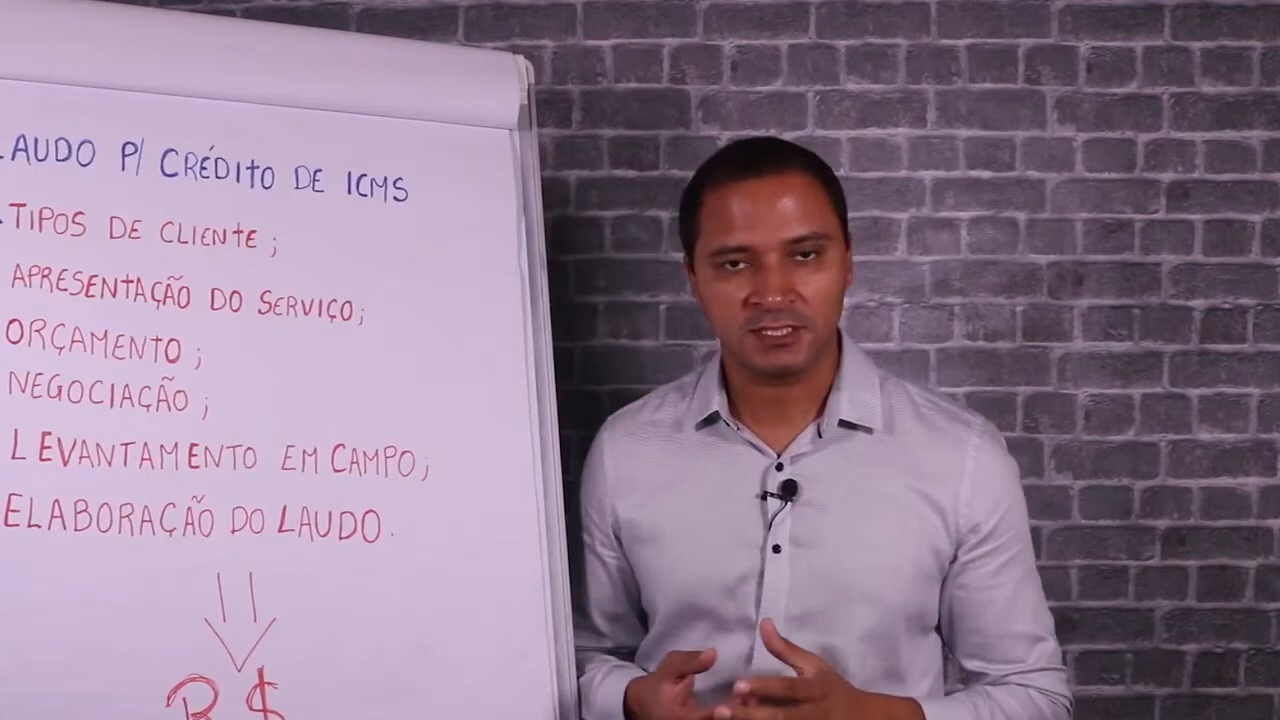 LAUDO P/ CRÉDITO DE ICMS
TIPOS DE CLIENTE;
APRESENTAÇÃO DO SERVIÇO;
ORÇAMENTO;
NEGOCIAÇÃO;
LEVANTAMENTO EM CAMPO;
ELABORAÇÃO DO LAUDO.
R$